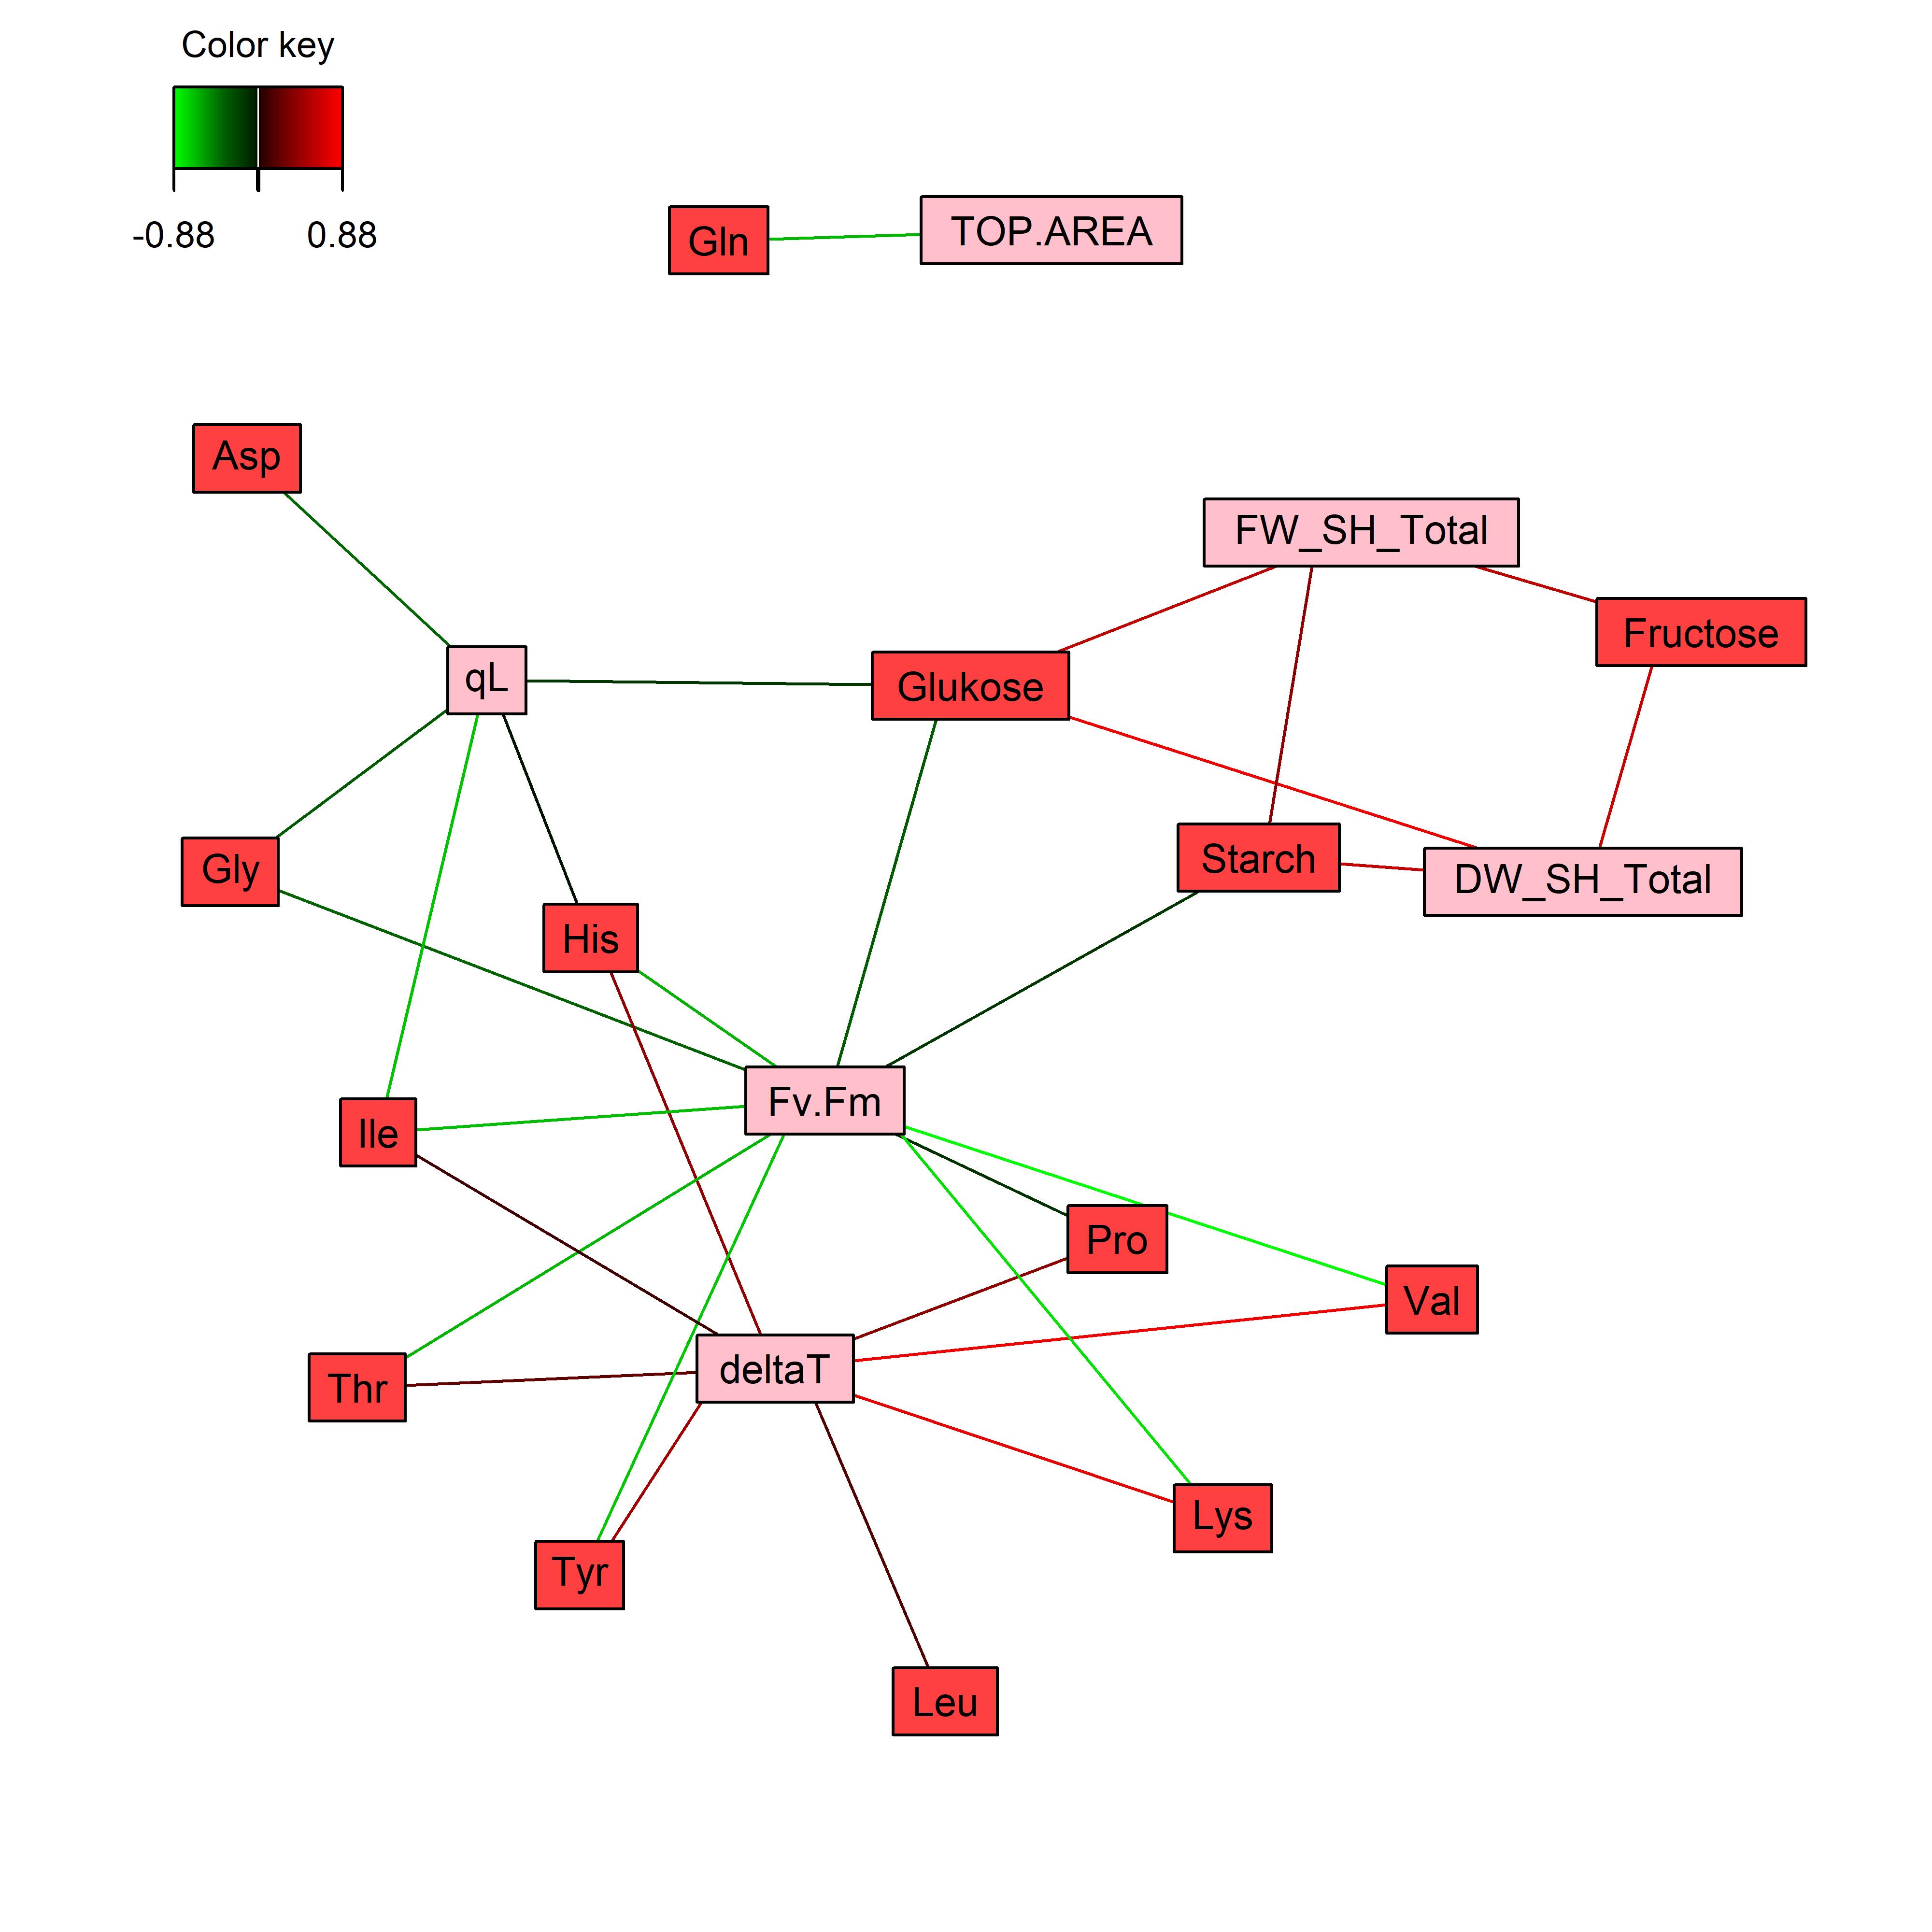 Color key
-0.88 0.88
Gln
TOP.AREA
Asp
FW_SH_Total
Fructose
qL
Glukose
Starch
Gly
DW_SH_Total
His
Fv.Fm
Ile
Pro
Val
deltaT
Thr
Lys
Tyr
Leu